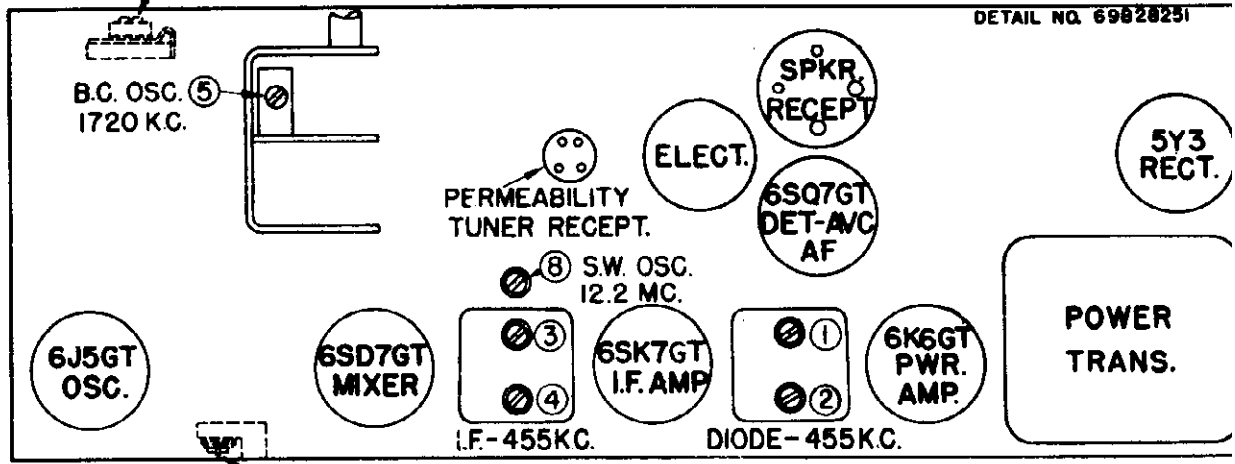 DETAIL NO. 69828251
B.C. OSC. 5
1720 K.C.
SPKR.
RECEPT
ELECT.
5Y3
RECT.
PERMEABILITY
TUNER RECEPT.
6SQ7GT
DET-AVC
AF
8 S.W. OSC.
12.2 MC.
6J5GT
OSC.
6SD7GT
MIXER
3
4
6SK7GT
I.F. AMP
1
2
6K6GT
PWR.
AMP.
POWER
TRANS.
I.F.-455K.C.
DIODE-455K.C.